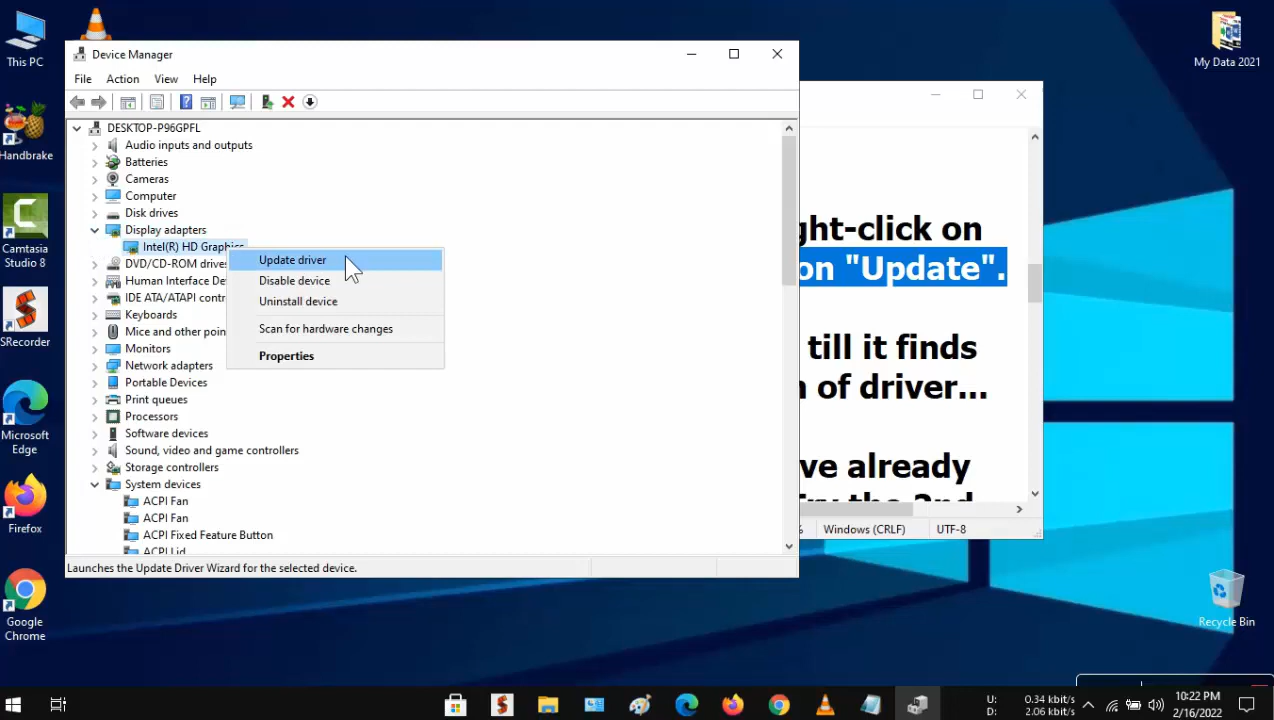 This PC
My Data 2021
Device Manager
File Action View Help
DESKTOP-P96GPFL
Audio inputs and outputs
Batteries
Cameras
Computer
Disk drives
Display adapters
Intel(R) HD Graphics
DVD/CD-ROM drives
Human Interface De
IDE ATA/ATAPI contr
Keyboards
Mice and other poin
Monitors
Network adapters
Portable Devices
Print queues
Processors
Software devices
Sound, video and game controllers
Storage controllers
System devices
ACPI Fan
ACPI Fan
ACPI Fixed Feature Button
ACPI Lid
Launches the Update Driver Wizard for the selected device.
Update driver
Disable device
Uninstall device
Scan for hardware changes
Properties
ght-click on
on "Update".
till it finds
n of driver...
ve already
try the 2nd
%
Windows (CRLF)
UTF-8
Handbrake
Camtasia
Studio 8
SRecorder
Microsoft
Edge
Firefox
Google
Chrome
Recycle Bin
U: 0.34 kbit/s
D: 2.06 kbit/s
10:22 PM
2/16/2022